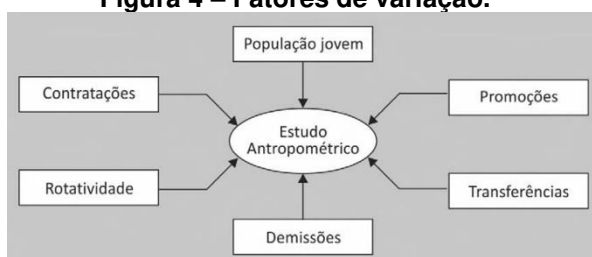 Figura 4 – Fatores de variação.
População jovem
Contratações
Promoções
Estudo
Antropométrico
Rotatividade
Transferências
Demissões